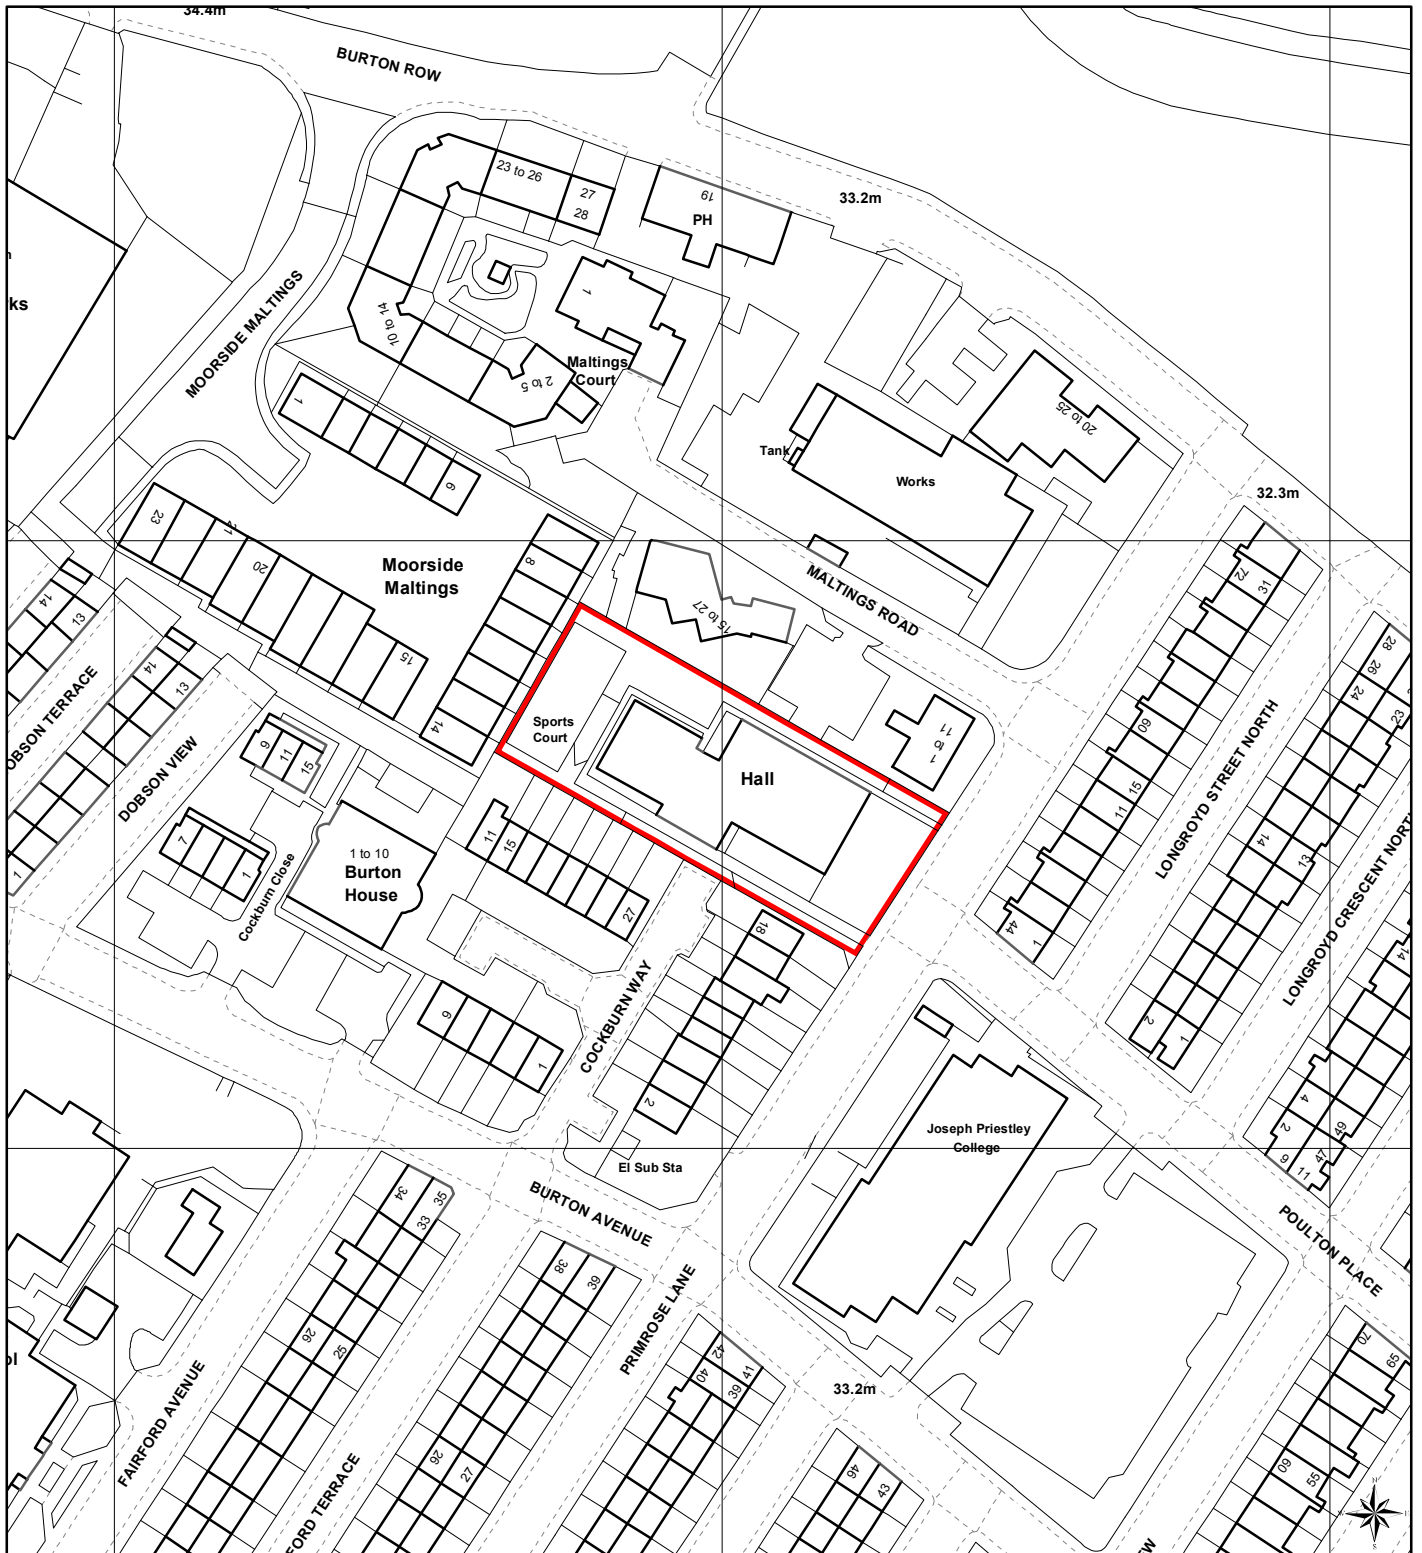 34.4m
BURTON ROW
23 to 26
27
28
19
PH
33.2m
MOORSIDE MALTINGS
1
10 to 14
2 to 5
Maltings
Court
ks
1
6
Tank
Works
20 to 25
32.3m
23
21
20
15
Moorside
Maltings
8
14
15 to 27
MALTINGS ROAD
1 to 11
72
31
60
15
11
44
1
LONGROYD STREET NORTH
28
26
24
23
14
13
2
1
LONGROYD CRESCENT NORTH
14
4
2
9
11
47
49
14
13
OBSON TERRACE
14
13
1
DOBSON VIEW
9
11
15
7
1
Cockburn Close
1 to 10
Burton
House
Sports
Court
Hall
11
15
27
18
2
9
1
COCKBURN WAY
El Sub Sta
Joseph Priestley
College
BURTON AVENUE
POULTON PLACE
34
35
33
26
25
FAIRFORD AVENUE
FORD TERRACE
38
39
26
27
PRIMROSE LANE
42
41
40
39
33.2m
46
43
70
65
60
55
ol
EW